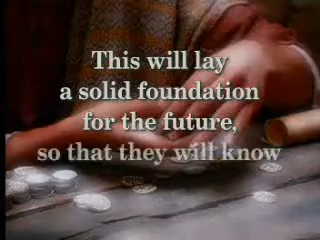 This will lay
a solid foundation
for the future,
so that they will know